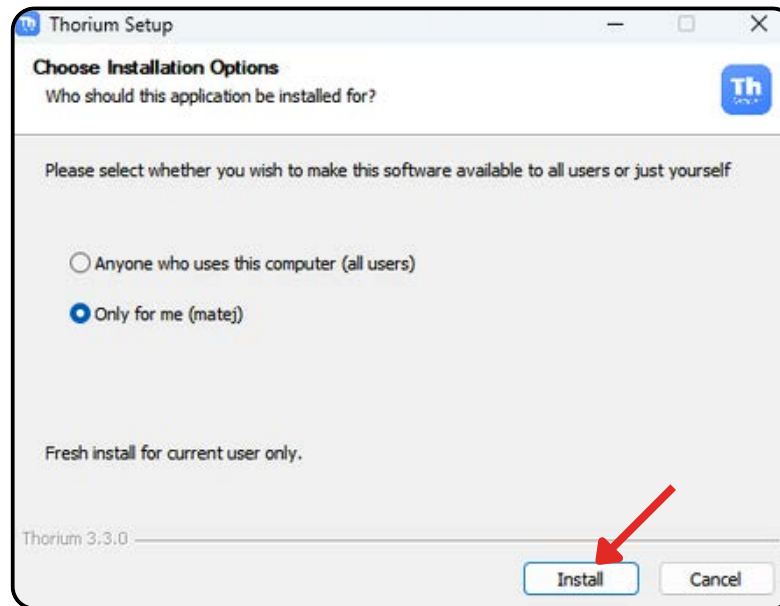 Thorium Setup
Choose Installation Options
Who should this application be installed for?
Th
Please select whether you wish to make this software available to all users or just yourself
Anyone who uses this computer (all users)
Only for me (matej)
Fresh install for current user only.
Thorium 3.3.0
Install Cancel